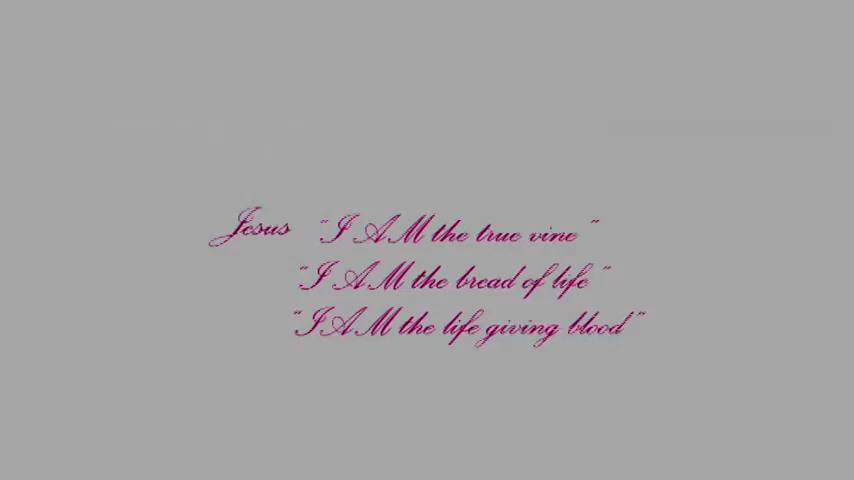 Jesus "I AM the true vine"
"I AM the bread of life"
"I AM the life giving blood"